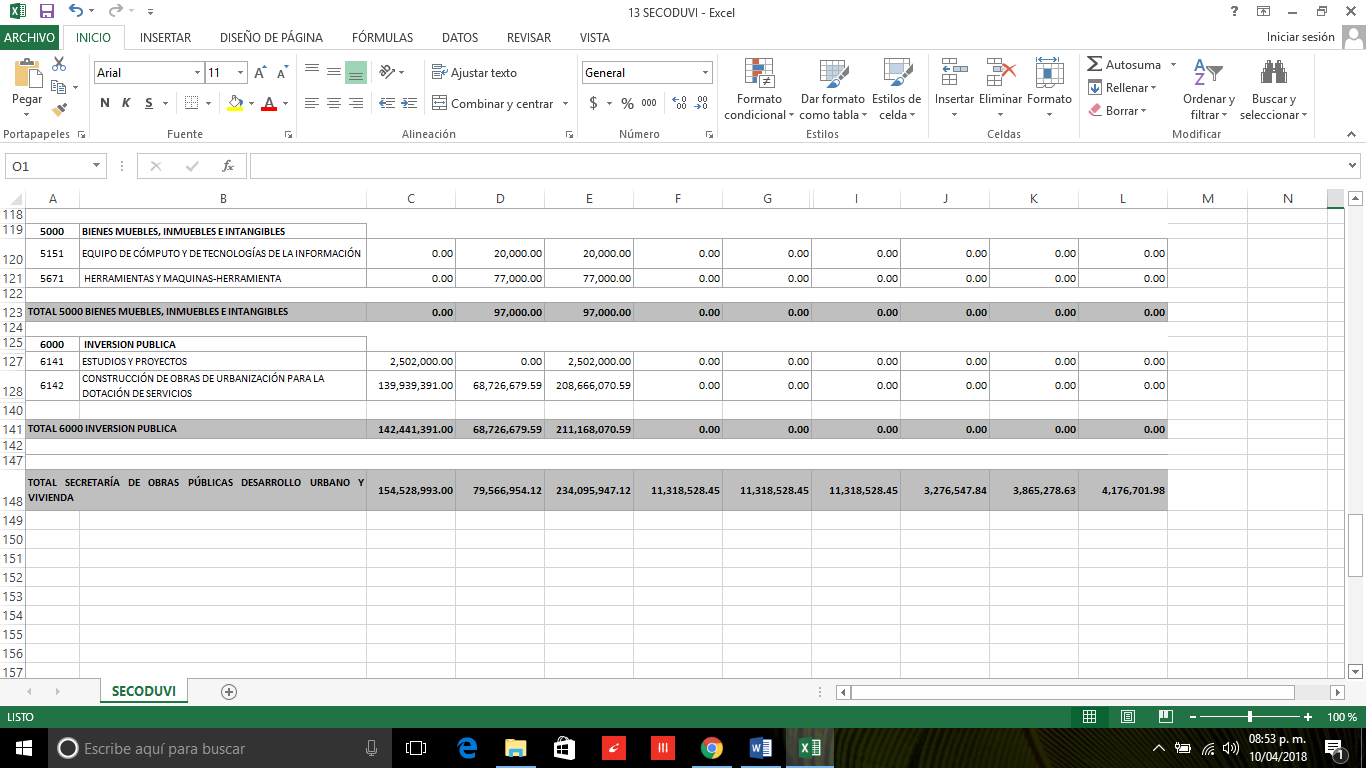 13 SECODUVI - Excel
ARCHIVO INICIO INSERTAR DISEÑO DE PÁGINA FÓRMULAS DATOS REVISAR VISTA Iniciar sesión
Arial 11 Ajustar texto General Autosuma
Pegar Formato condicional Dar formato como tabla Estilos de celda Insertar Eliminar Formato Rellenar Ordenar y filtrar Buscar y seleccionar
N K S Combinar y centrar $ % 000 Borrar
Portapapeles Fuente Alineación Número Estilos Celdas Modificar
O1 fx
A B C D E F G I J K L M N
118
119 5000 BIENES MUEBLES, INMUEBLES E INTANGIBLES
120 5151 EQUIPO DE CÓMPUTO Y DE TECNOLOGÍAS DE LA INFORMACIÓN 0.00 20,000.00 20,000.00 0.00 0.00 0.00 0.00 0.00 0.00
121 5671 HERRAMIENTAS Y MAQUINAS-HERRAMIENTA 0.00 77,000.00 77,000.00 0.00 0.00 0.00 0.00 0.00 0.00
122
123 TOTAL 5000 BIENES MUEBLES, INMUEBLES E INTANGIBLES 0.00 97,000.00 97,000.00 0.00 0.00 0.00 0.00 0.00 0.00
124
125 6000 INVERSION PUBLICA
127 6141 ESTUDIOS Y PROYECTOS 2,502,000.00 0.00 2,502,000.00 0.00 0.00 0.00 0.00 0.00 0.00
128 6142 CONSTRUCCIÓN DE OBRAS DE URBANIZACIÓN PARA LA
DOTACIÓN DE SERVICIOS 139,939,391.00 68,726,679.59 208,666,070.59 0.00 0.00 0.00 0.00 0.00 0.00
140
141 TOTAL 6000 INVERSION PUBLICA 142,441,391.00 68,726,679.59 211,168,070.59 0.00 0.00 0.00 0.00 0.00 0.00
142
147
148 TOTAL SECRETARÍA DE OBRAS PÚBLICAS DESARROLLO URBANO Y
VIVIENDA 154,528,993.00 79,566,954.12 234,095,947.12 11,318,528.45 11,318,528.45 11,318,528.45 3,276,547.84 3,865,278.63 4,176,701.98
149
150
151
152
153
154
155
156
157
SECODUVI
LISTO 100 %
Escribe aquí para buscar 08:53 p. m.
10/04/2018 1